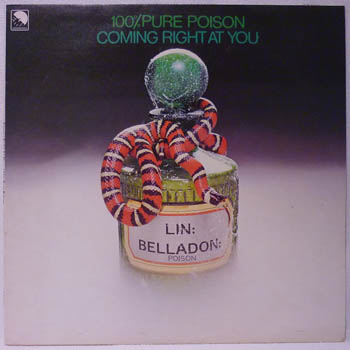 100% PURE POISON
COMING RIGHT AT YOU
LIN:
BELLADON:
POISON